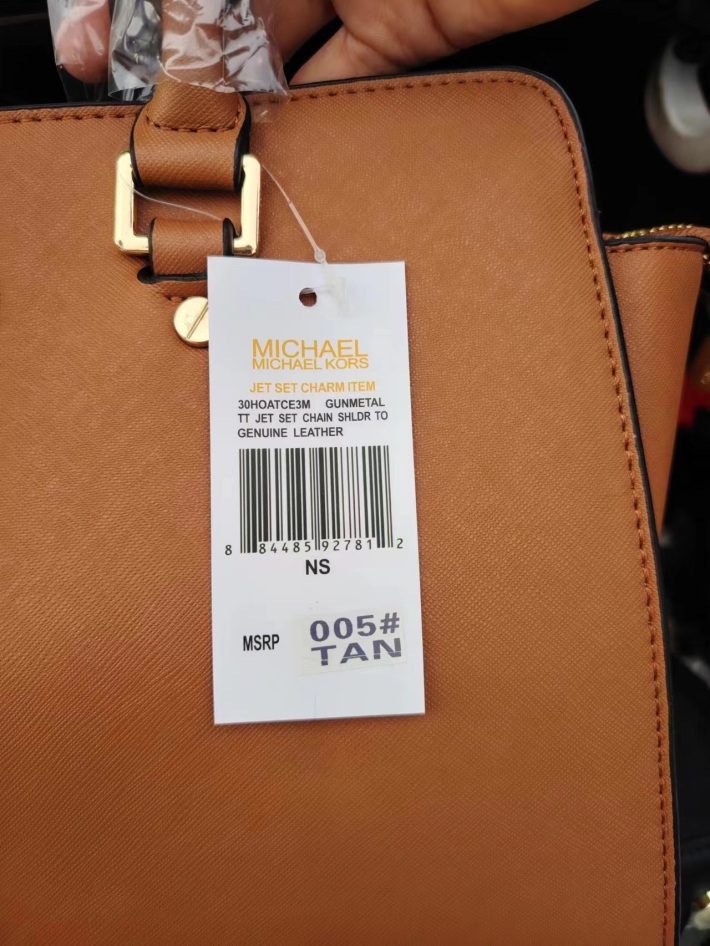 MICHAEL
MICHAEL KORS
JET SET CHARM ITEM
30HOATCE3M GUNMETAL
TT JET SET CHAIN SHLDR TO
GENUINE LEATHER
8 84485 92781 2
NS
MSRP 005#
TAN